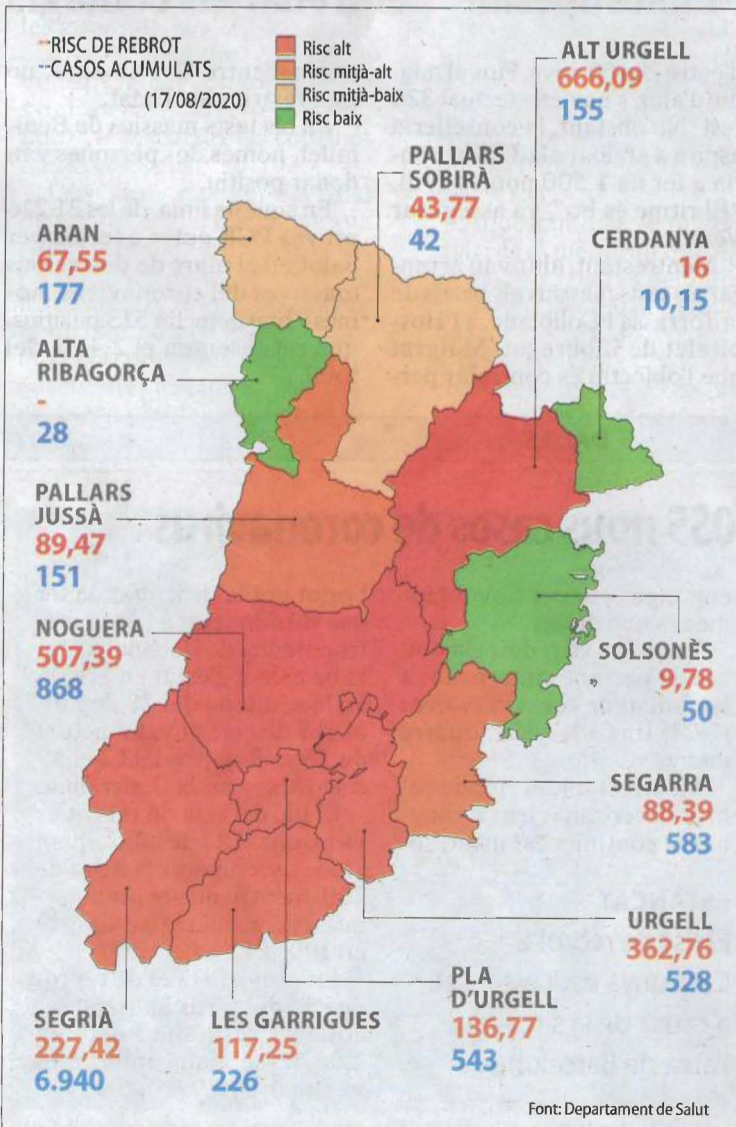 --RISC DE REBROT
--CASOS ACUMULATS
(17/08/2020)
Risc alt
Risc mitjà-alt
Risc mitjà-baix
Risc baix
ALT URGELL
666,09
155
PALLARS
SOBIRÀ
43,77
42
ARAN
67,55
177
CERDANYA
16
10,15
ALTA
RIBAGORÇA
-
28
PALLARS
JUSSÀ
89,47
151
NOGUERA
507,39
868
SOLSONÈS
9,78
50
SEGARRA
88,39
583
URGELL
362,76
528
PLA
D'URGELL
136,77
543
SEGRIÀ
227,42
6.940
LES GARRIGUES
117,25
226
Font: Departament de Salut